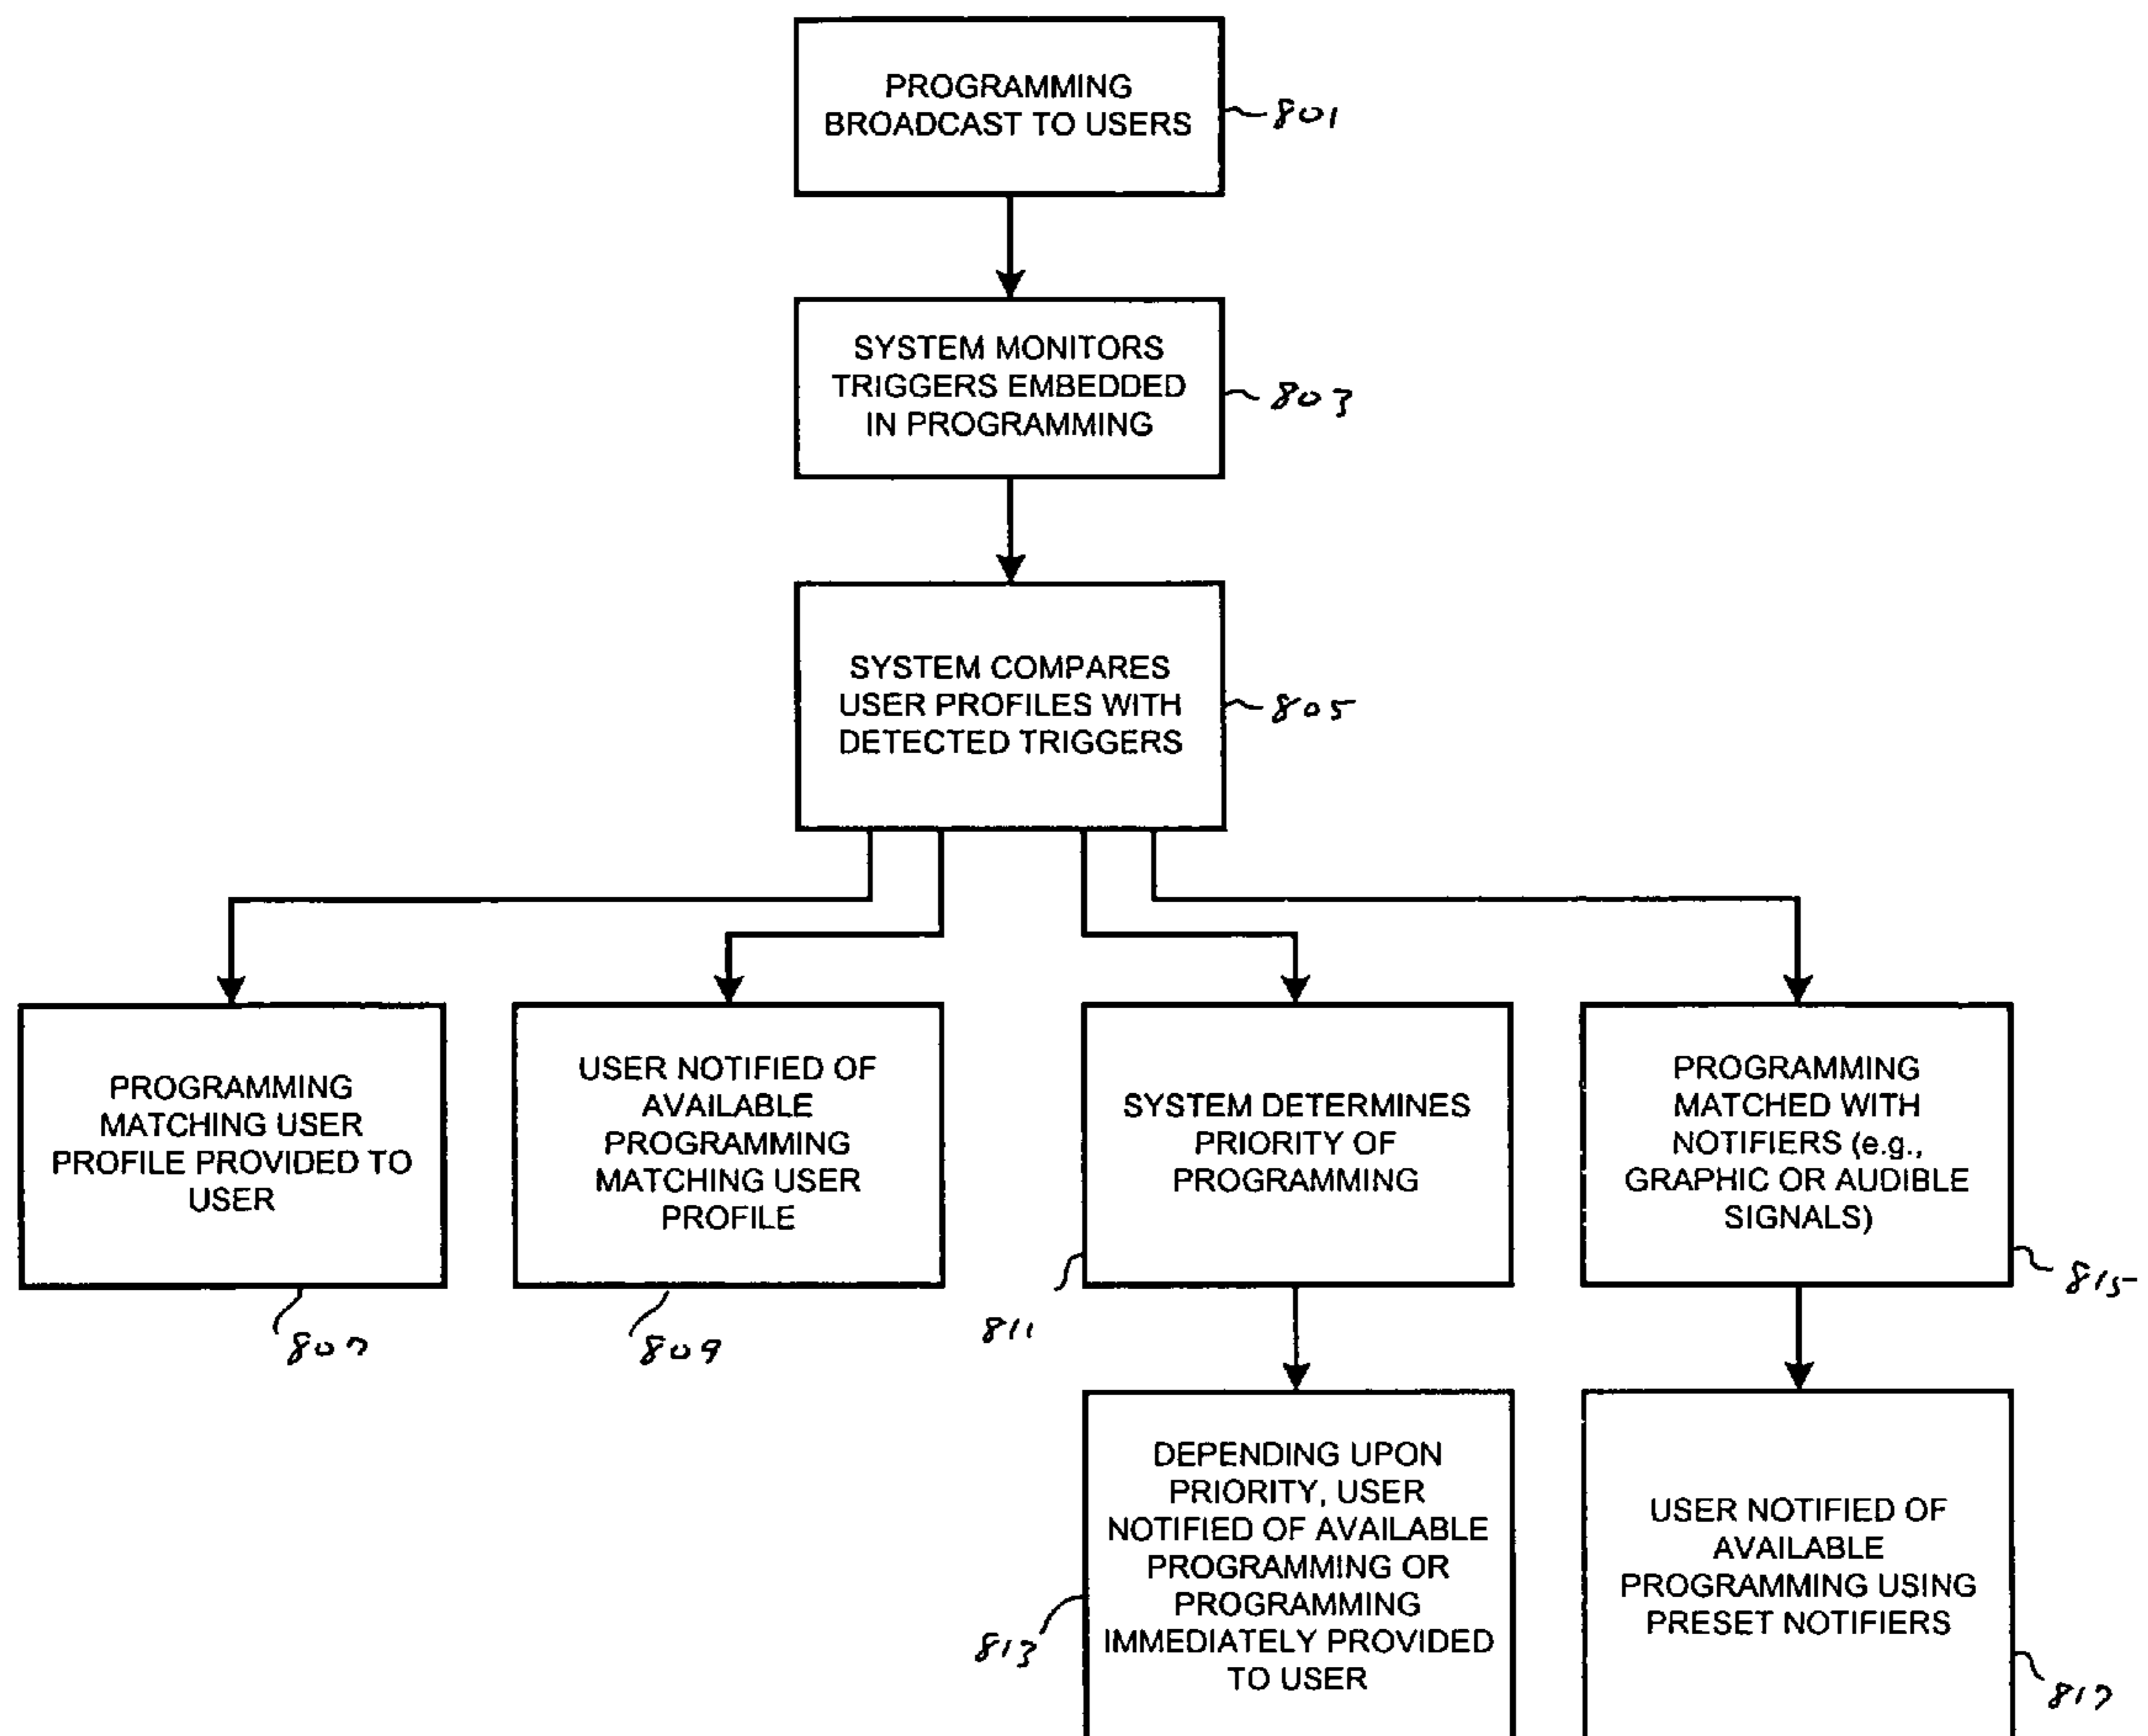 PROGRAMMING
BROADCAST TO USERS
801
SYSTEM MONITORS
TRIGGERS EMBEDDED
IN PROGRAMMING
803
SYSTEM COMPARES
USER PROFILES WITH
DETECTED TRIGGERS
805
PROGRAMMING
MATCHING USER
PROFILE PROVIDED TO
USER
807
USER NOTIFIED OF
AVAILABLE
PROGRAMMING
MATCHING USER
PROFILE
809
SYSTEM DETERMINES
PRIORITY OF
PROGRAMMING
811
PROGRAMMING
MATCHED WITH
NOTIFIERS (e.g.,
GRAPHIC OR AUDIBLE
SIGNALS)
815
DEPENDING UPON
PRIORITY, USER
NOTIFIED OF AVAILABLE
PROGRAMMING OR
PROGRAMMING
IMMEDIATELY PROVIDED
TO USER
813
USER NOTIFIED OF
AVAILABLE
PROGRAMMING USING
PRESET NOTIFIERS
817